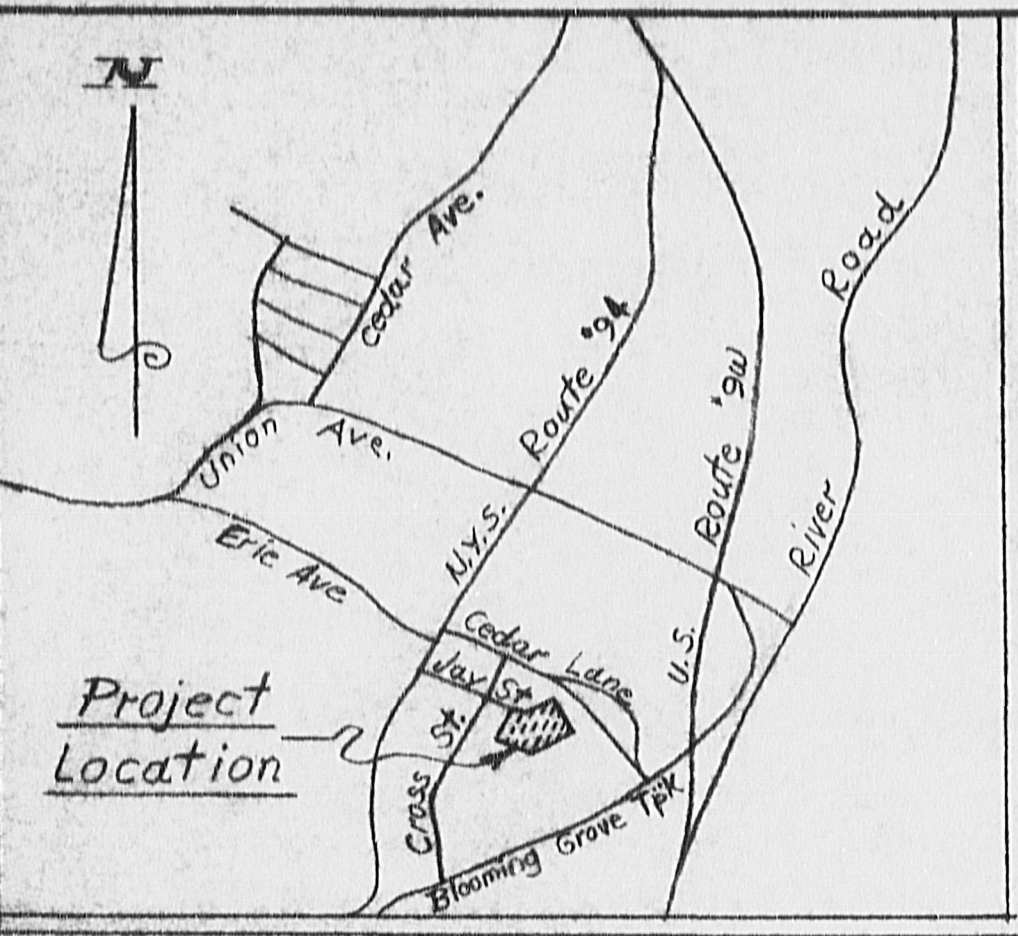 N
Cedar Ave.
N.Y.S. Route '94
U.S. Route '9W
River Road
Union Ave.
Erie Ave
Cedar Lane
Jay St
Cross St.
Blooming Grove Tpk
Project
Location